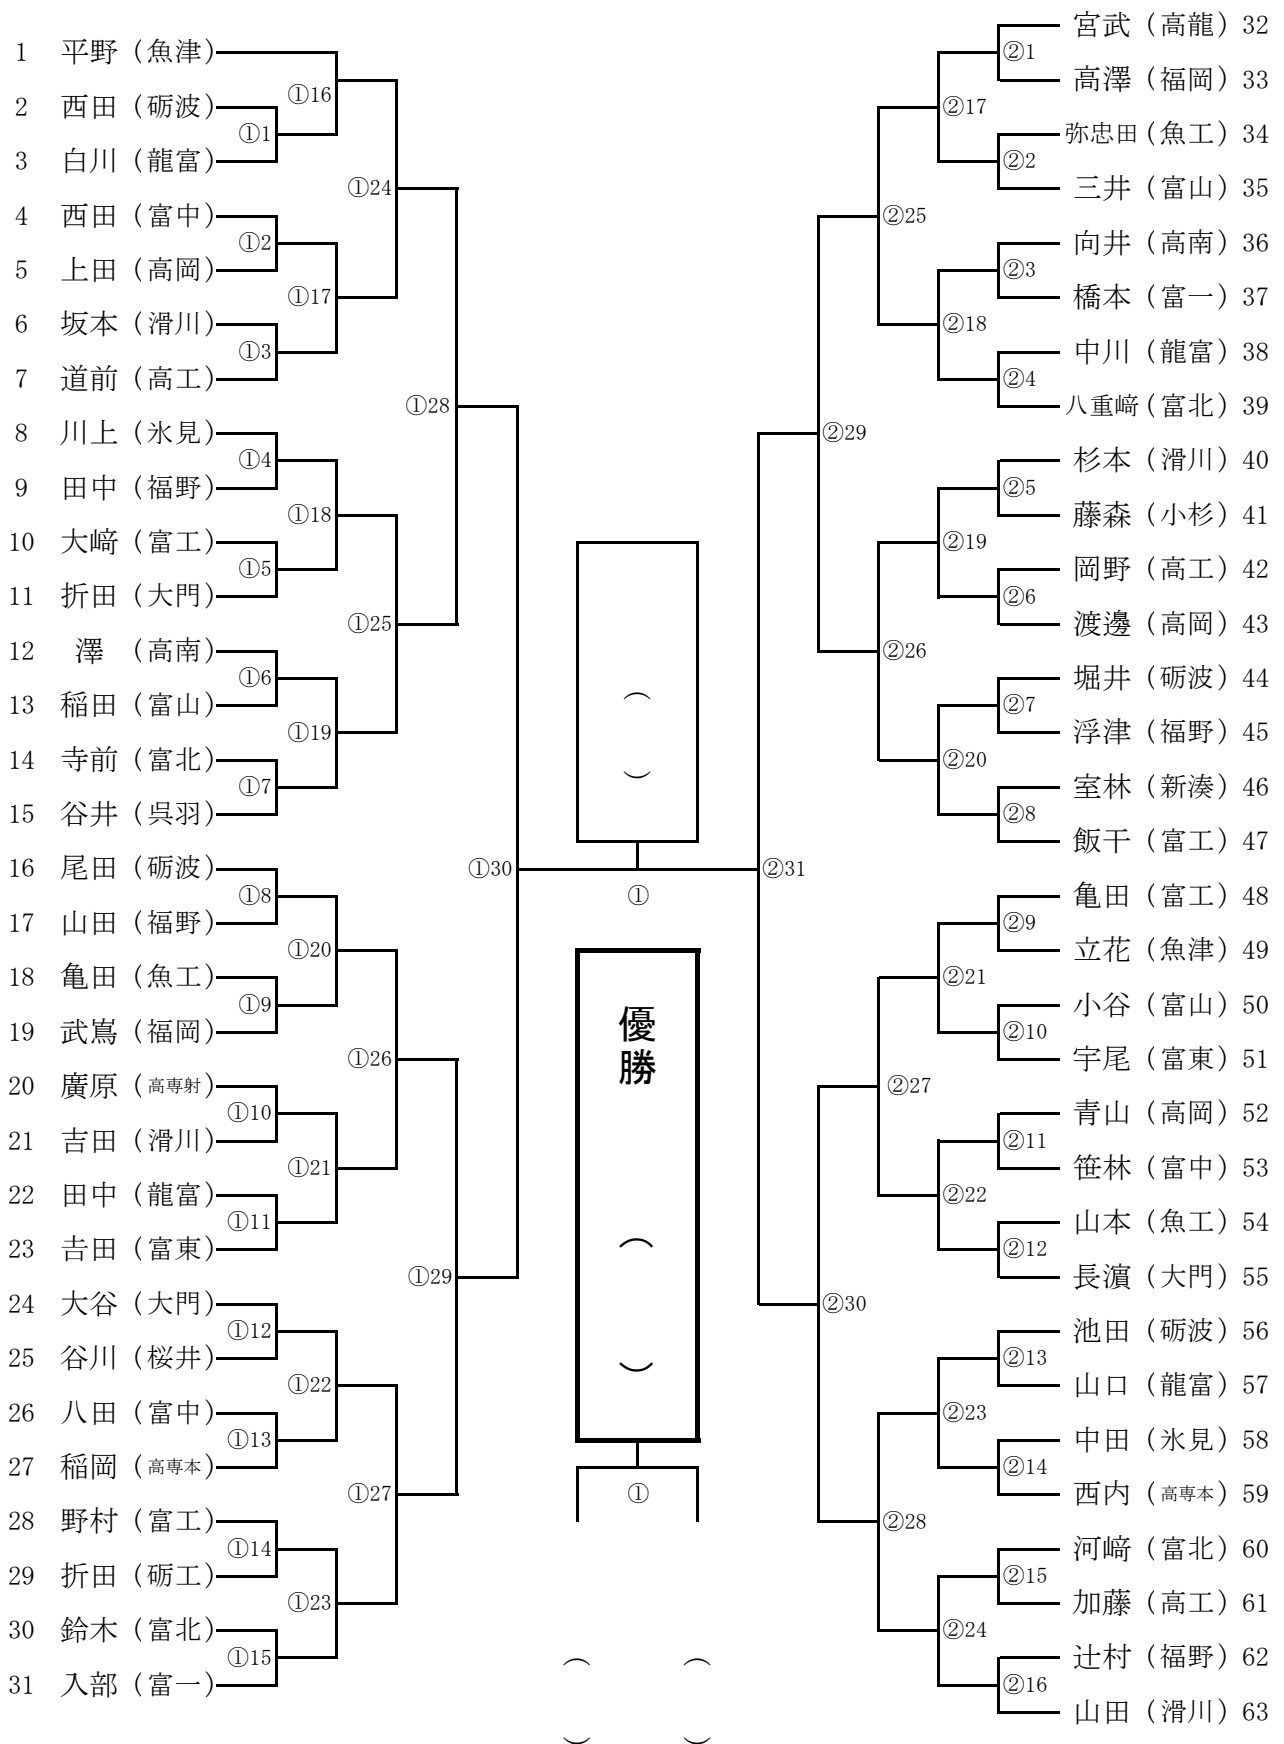 1 平野（魚津）
2 西田（砺波）
3 白川（龍富）
4 西田（富中）
5 上田（高岡）
6 坂本（滑川）
7 道前（高工）
8 川上（氷見）
9 田中（福野）
10 大﨑（富工）
11 折田（大門）
12 澤（高南）
13 稲田（富山）
14 寺前（富北）
15 谷井（呉羽）
16 尾田（砺波）
17 山田（福野）
18 亀田（魚工）
19 武嶌（福岡）
20 廣原（高専射）
21 吉田（滑川）
22 田中（龍富）
23 𠮷田（富東）
24 大谷（大門）
25 谷川（桜井）
26 八田（富中）
27 稲岡（高専本）
28 野村（富工）
29 折田（砺工）
30 鈴木（富北）
31 入部（富一）
①1
①2
①3
①4
①5
①6
①7
①8
①9
①10
①11
①12
①13
①14
①15
①16
①17
①18
①19
①20
①21
①22
①23
①24
①25
①26
①27
①28
①29
①30
（　）
①
優勝
（　）
①
（　）
（　）
②31
②29
②30
②25
②26
②27
②28
②17
②18
②19
②20
②21
②22
②23
②24
②1
②2
②3
②4
②5
②6
②7
②8
②9
②10
②11
②12
②13
②14
②15
②16
宮武（高龍）32
高澤（福岡）33
弥忠田（魚工）34
三井（富山）35
向井（高南）36
橋本（富一）37
中川（龍富）38
八重﨑（富北）39
杉本（滑川）40
藤森（小杉）41
岡野（高工）42
渡邊（高岡）43
堀井（砺波）44
浮津（福野）45
室林（新湊）46
飯干（富工）47
亀田（富工）48
立花（魚津）49
小谷（富山）50
宇尾（富東）51
青山（高岡）52
笹林（富中）53
山本（魚工）54
長濵（大門）55
池田（砺波）56
山口（龍富）57
中田（氷見）58
西内（高専本）59
河﨑（富北）60
加藤（高工）61
辻村（福野）62
山田（滑川）63